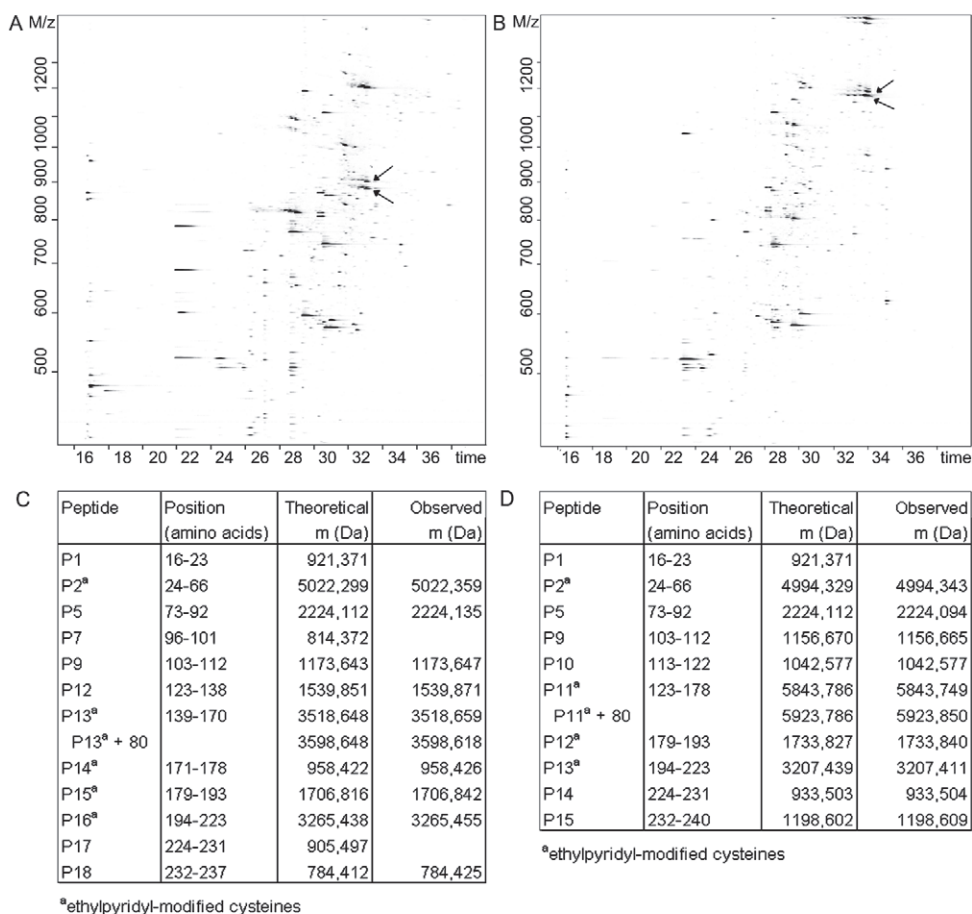 A M/z
1200
1000
900
800
700
600
500
16 18 20 22 24 26 28 30 32 34 36 time
B M/z
1200
1000
900
800
700
600
500
16 18 20 22 24 26 28 30 32 34 36 time
C
Peptide Position Theoretical Observed
(amino acids) m (Da) m (Da)
P1 16-23 921,371
P2ª 24-66 5022,299 5022,359
P5 73-92 2224,112 2224,135
P7 96-101 814,372
P9 103-112 1173,643 1173,647
P12 123-138 1539,851 1539,871
P13ª 139-170 3518,648 3518,659
P13ª + 80 3598,648 3598,618
P14ª 171-178 958,422 958,426
P15ª 179-193 1706,816 1706,842
P16ª 194-223 3265,438 3265,455
P17 224-231 905,497
P18 232-237 784,412 784,425
ªethylpyridyl-modified cysteines
D
Peptide Position Theoretical Observed
(amino acids) m (Da) m (Da)
P1 16-23 921,371
P2ª 24-66 4994,329 4994,343
P5 73-92 2224,112 2224,094
P9 103-112 1156,670 1156,665
P10 113-122 1042,577 1042,577
P11ª 123-178 5843,786 5843,749
P11ª + 80 5923,786 5923,850
P12ª 179-193 1733,827 1733,840
P13ª 194-223 3207,439 3207,411
P14 224-231 933,503 933,504
P15 232-240 1198,602 1198,609
ªethylpyridyl-modified cysteines